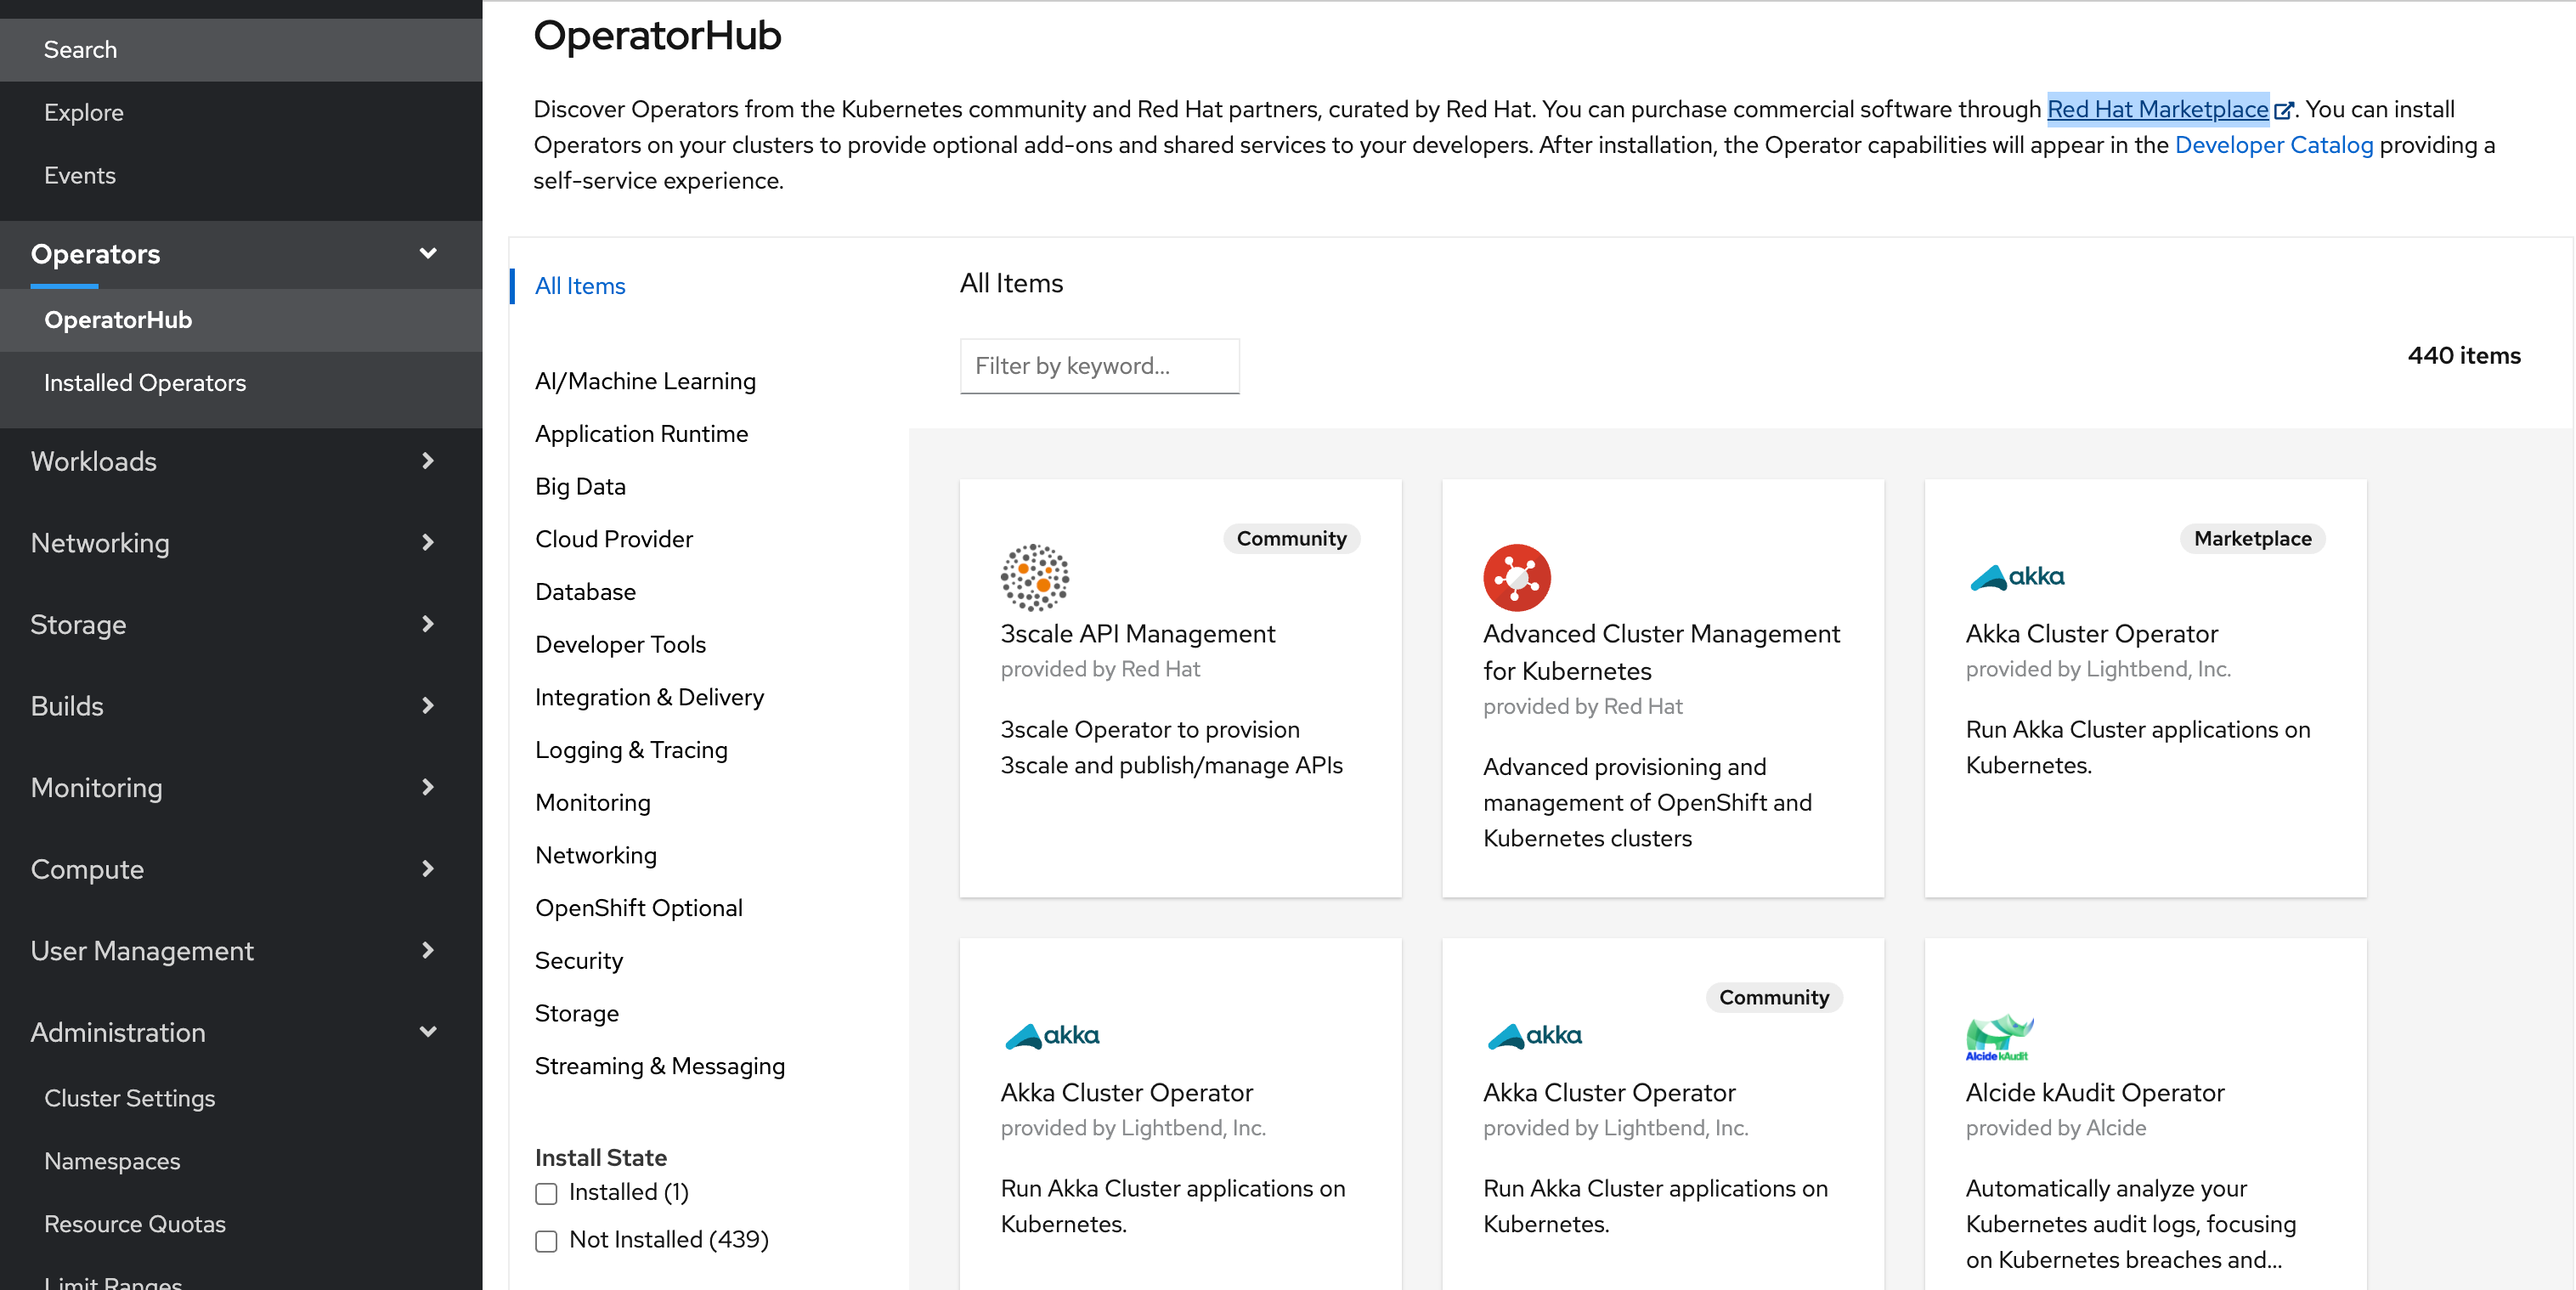 Search
Explore
Events
Operators
OperatorHub
Installed Operators
Workloads
Networking
Storage
Builds
Monitoring
Compute
User Management
Administration
Cluster Settings
Namespaces
Resource Quotas
Limit Ranges
OperatorHub
Discover Operators from the Kubernetes community and Red Hat partners, curated by Red Hat. You can purchase commercial software through Red Hat Marketplace. You can install
Operators on your clusters to provide optional add-ons and shared services to your developers. After installation, the Operator capabilities will appear in the Developer Catalog providing a
self-service experience.
All Items
AI/Machine Learning
Application Runtime
Big Data
Cloud Provider
Database
Developer Tools
Integration & Delivery
Logging & Tracing
Monitoring
Networking
OpenShift Optional
Security
Storage
Streaming & Messaging
Install State
Installed (1)
Not Installed (439)
All Items
Filter by keyword...
440 items
Community
3scale API Management
provided by Red Hat
3scale Operator to provision
3scale and publish/manage APIs
Advanced Cluster Management
for Kubernetes
provided by Red Hat
Advanced provisioning and
management of OpenShift and
Kubernetes clusters
Marketplace
akka
Akka Cluster Operator
provided by Lightbend, Inc.
Run Akka Cluster applications on
Kubernetes.
akka
Akka Cluster Operator
provided by Lightbend, Inc.
Run Akka Cluster applications on
Kubernetes.
Community
akka
Akka Cluster Operator
provided by Lightbend, Inc.
Run Akka Cluster applications on
Kubernetes.
Alcide kAudit
Alcide kAudit Operator
provided by Alcide
Automatically analyze your
Kubernetes audit logs, focusing
on Kubernetes breaches and...